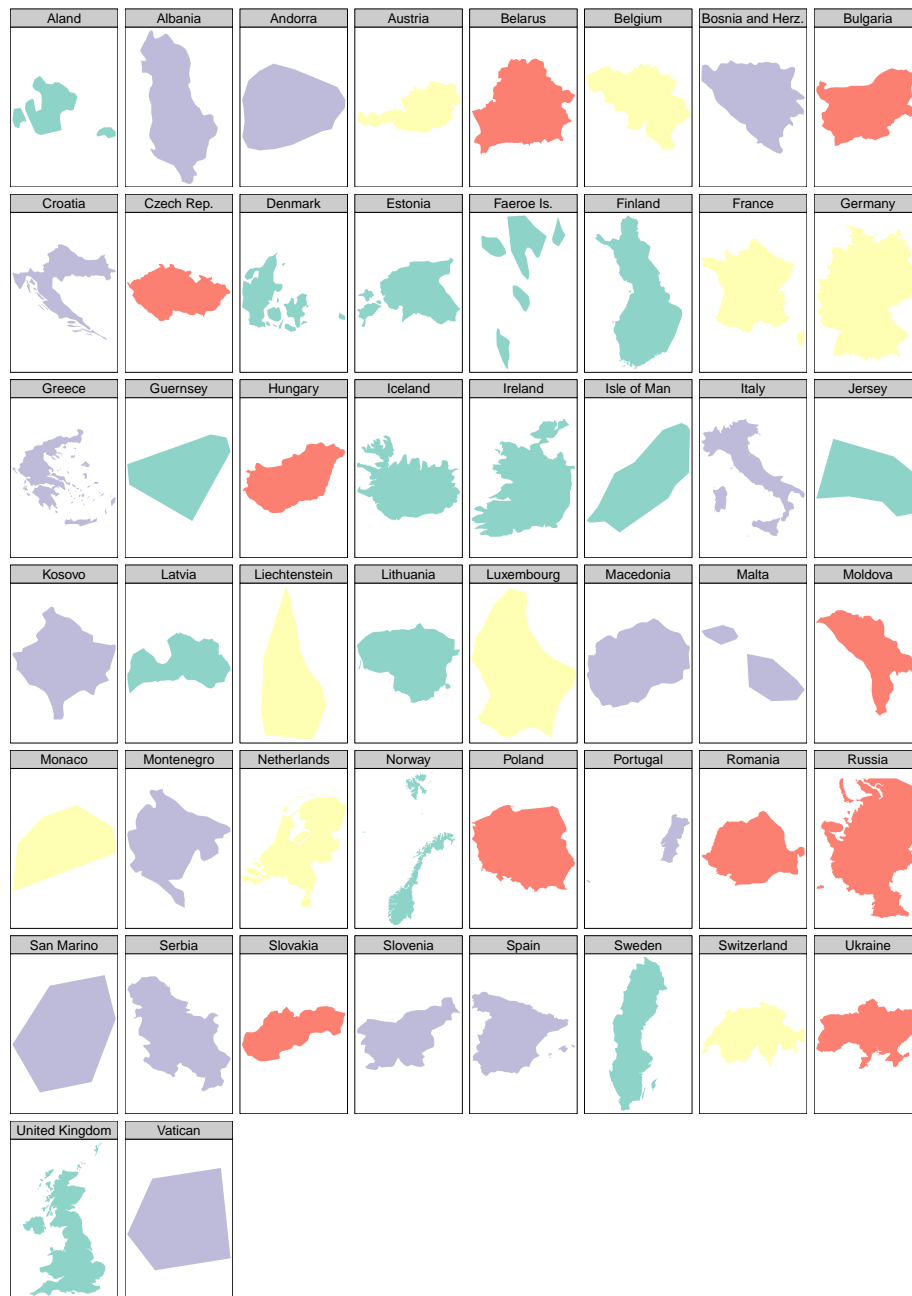 Aland
Albania
Andorra
Austria
Belarus
Belgium
Bosnia and Herz.
Bulgaria
Croatia
Czech Rep.
Denmark
Estonia
Faeroe Is.
Finland
France
Germany
Greece
Guernsey
Hungary
Iceland
Ireland
Isle of Man
Italy
Jersey
Kosovo
Latvia
Liechtenstein
Lithuania
Luxembourg
Macedonia
Malta
Moldova
Monaco
Montenegro
Netherlands
Norway
Poland
Portugal
Romania
Russia
San Marino
Serbia
Slovakia
Slovenia
Spain
Sweden
Switzerland
Ukraine
United Kingdom
Vatican